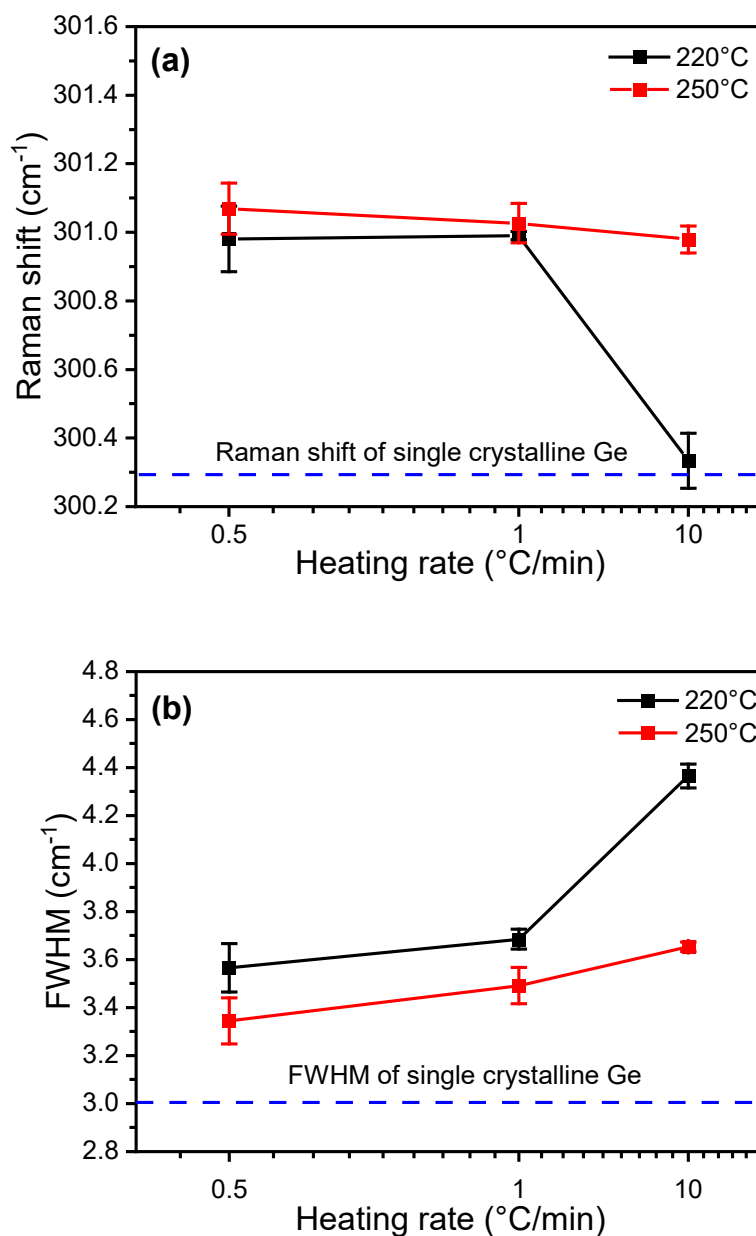 (a)
220°C
250°C
Raman shift (cm⁻¹)
301.6
301.4
301.2
301.0
300.8
300.6
300.4
300.2
Raman shift of single crystalline Ge
0.5
1
10
Heating rate (°C/min)
(b)
220°C
250°C
FWHM (cm⁻¹)
4.8
4.6
4.4
4.2
4.0
3.8
3.6
3.4
3.2
3.0
2.8
FWHM of single crystalline Ge
0.5
1
10
Heating rate (°C/min)